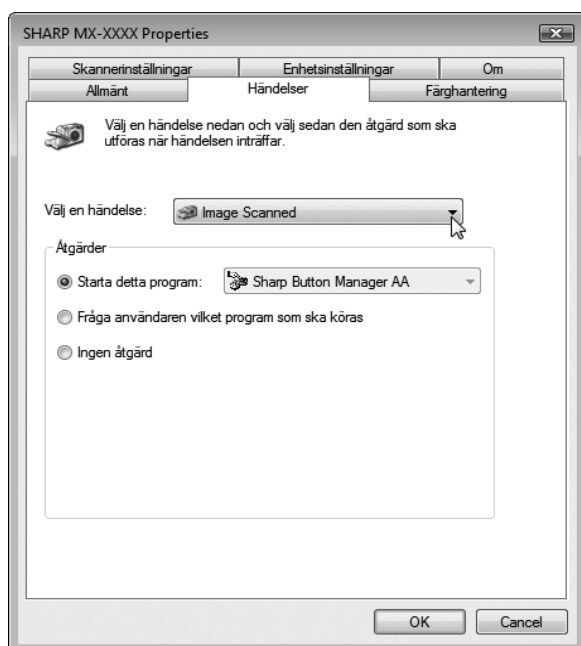 SHARP MX-XXXX Properties
Skannerinställningar Enhetsinställningar Om
Allmänt Händelser Färghantering
Välj en händelse nedan och välj sedan den åtgärd som ska
utföras när händelsen inträffar.
Välj en händelse: Image Scanned
Åtgärder
Starta detta program: Sharp Button Manager AA
Fråga användaren vilket program som ska köras
Ingen åtgärd
OK Cancel